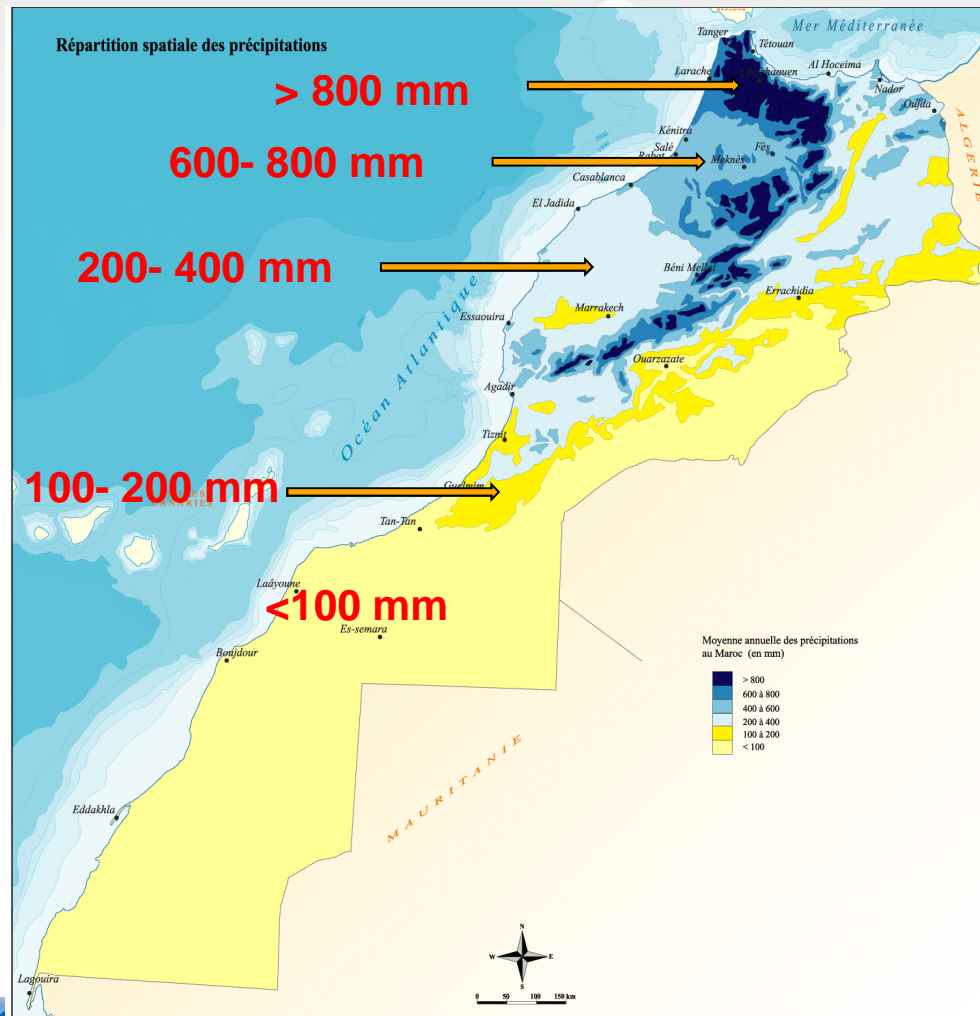 Mer Méditerranée
Répartition spatiale des précipitations
Tanger
Tétouan
Larache
Al Hoceima
> 800 mm
Nador
Oujda
ALGERIE
Kénitra
600- 800 mm
Salé
Rabat
Fès
Meknès
Casablanca
El Jadida
200- 400 mm
Béni Mellal
Errachidia
Marrakech
Essaouira
Océan Atlantique
Ouarzazate
Agadir
Tiznit
100- 200 mm
Guelmim
CANARIES
Tan-Tan
Laâyoune
<100 mm
Es-semara
Boujdour
Moyenne annuelle des précipitations
au Maroc (en mm)
> 800
600 à 800
400 à 600
200 à 400
100 à 200
< 100
MAURITANIE
Eddakhla
N
W E
S
Lagouira
0 50 100 150 km